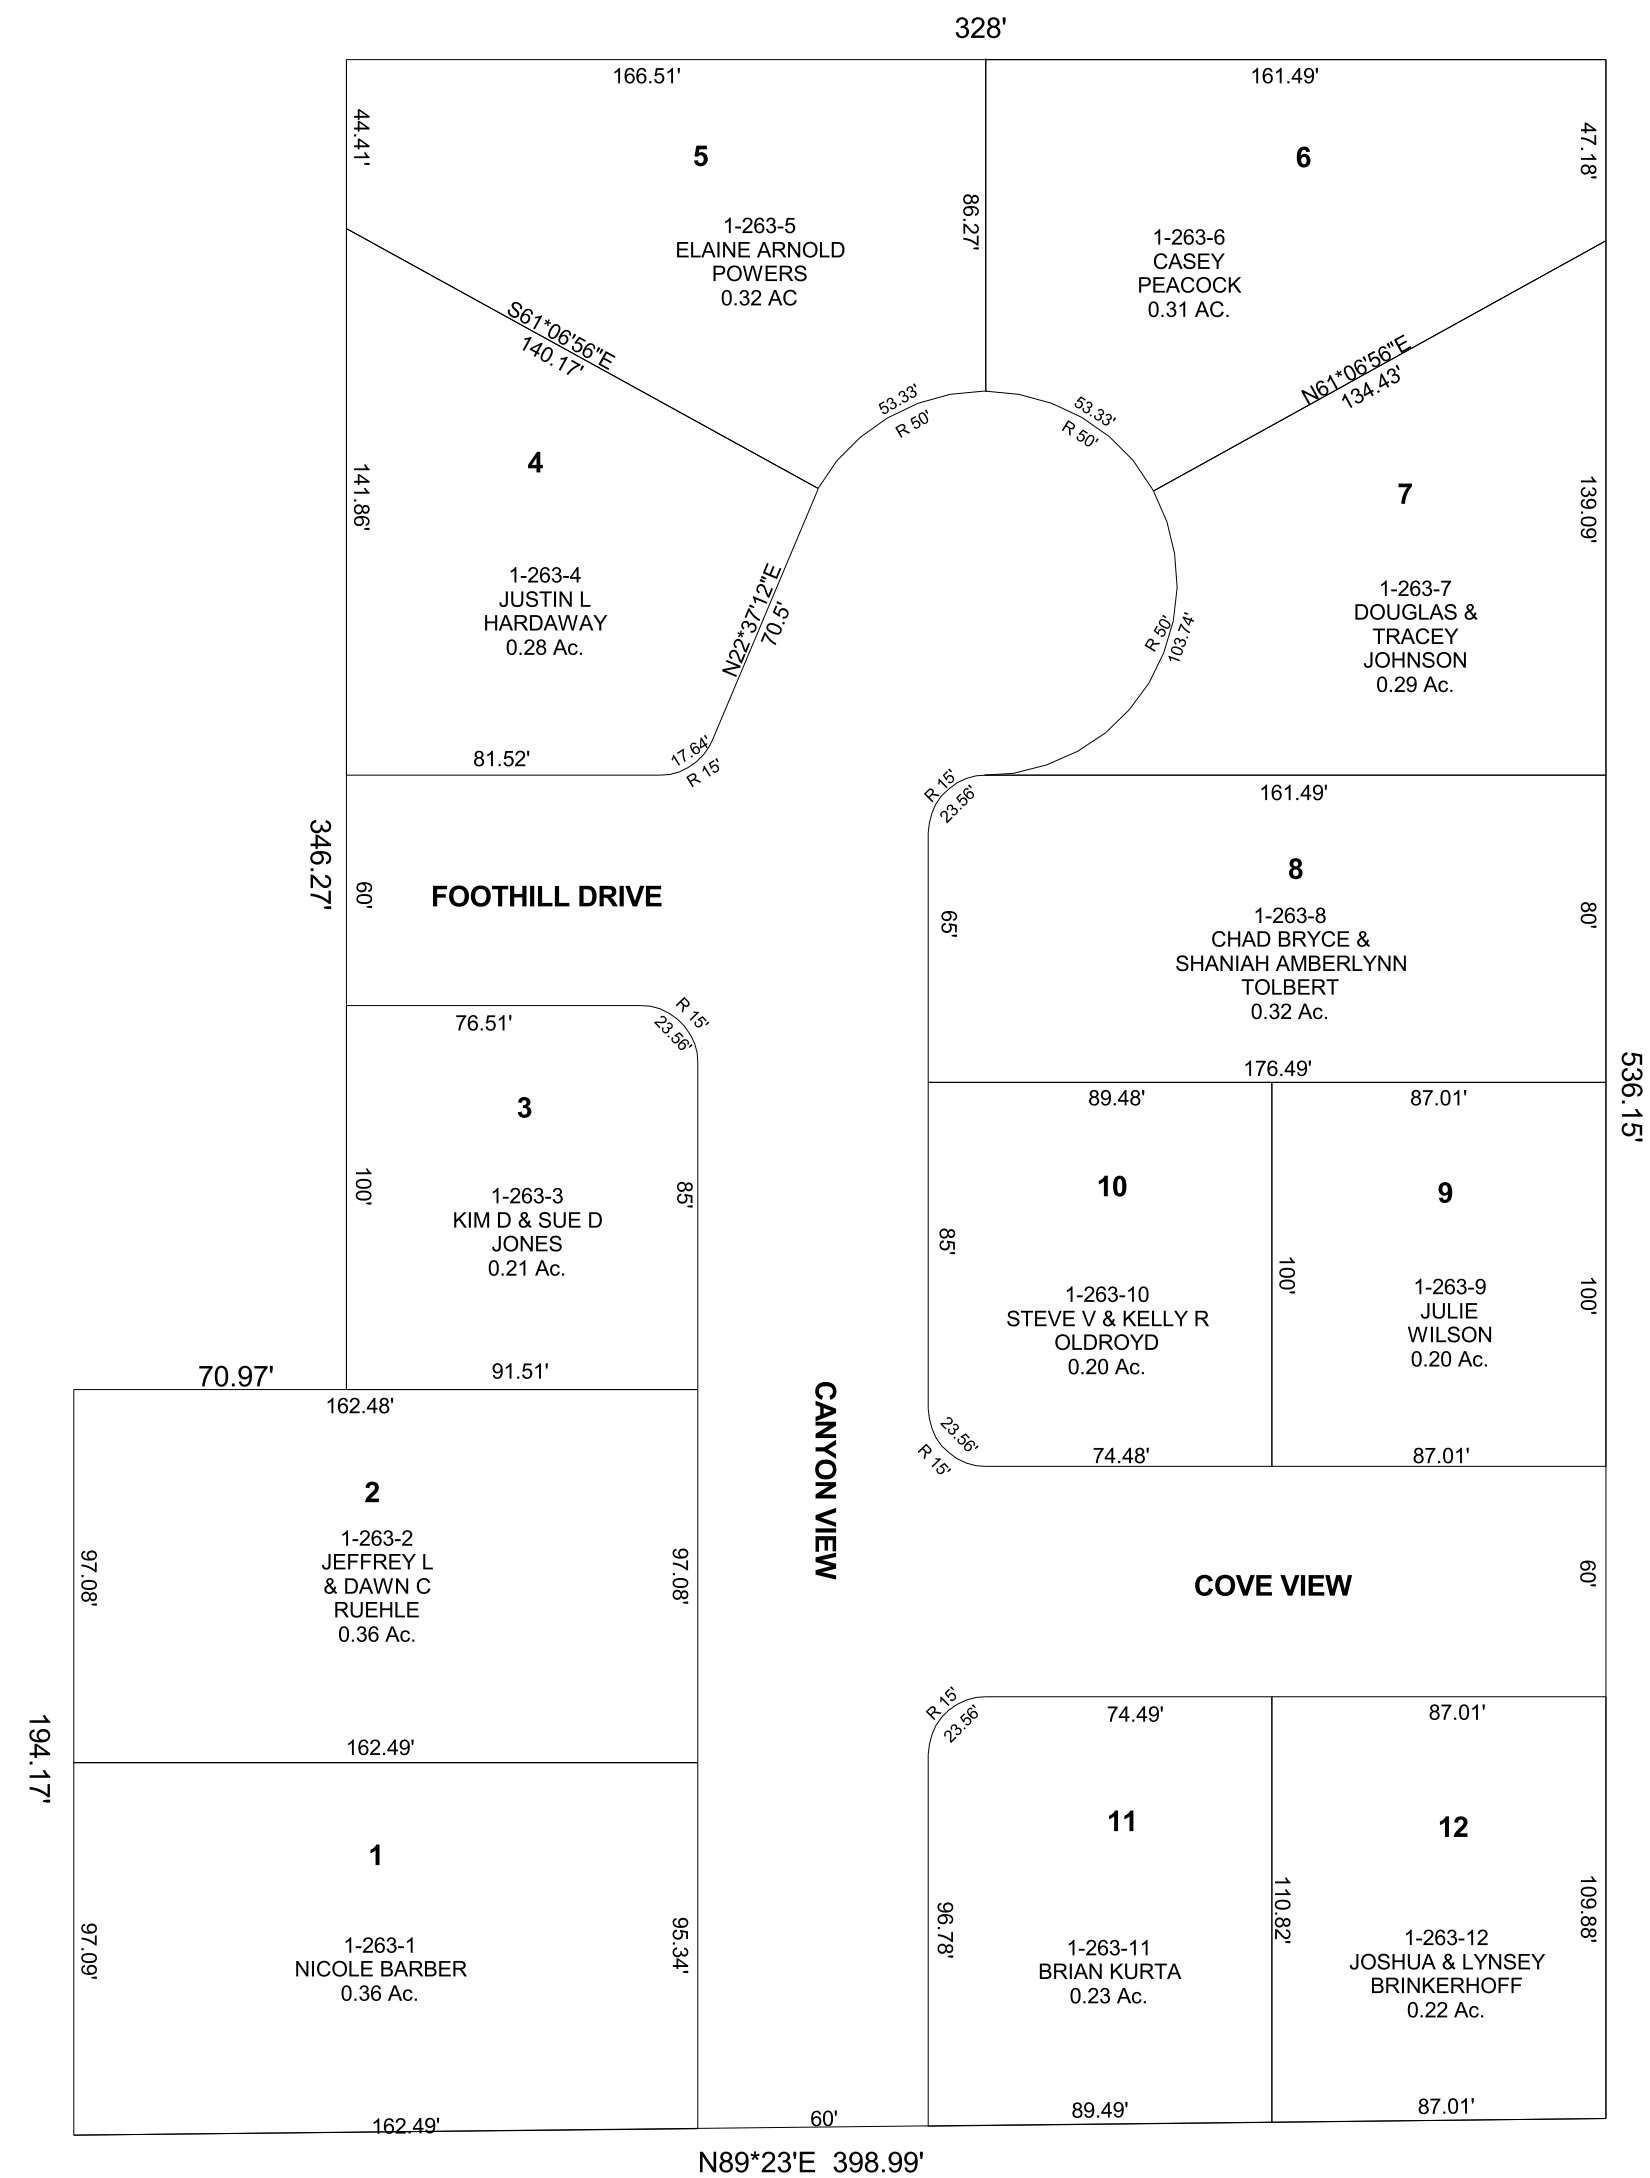 328'
166.51'
161.49'
44.41'
5
1-263-5
ELAINE ARNOLD
POWERS
0.32 AC
86.27'
6
1-263-6
CASEY
PEACOCK
0.31 AC.
47.18'
S61*06'56"E
140.17'
N61*06'56"E
134.43'
53.33'
R 50'
53.33'
R 50'
4
141.86'
1-263-4
JUSTIN L
HARDAWAY
0.28 Ac.
N22*37'12"E
70.5'
81.52'
17.64'
R 15'
7
139.09'
1-263-7
DOUGLAS &
TRACEY
JOHNSON
0.29 Ac.
R 50'
103.74'
R 15'
23.56'
161.49'
346.27'
60'
FOOTHILL DRIVE
65'
8
1-263-8
CHAD BRYCE &
SHANIAH AMBERLYNN
TOLBERT
0.32 Ac.
80'
176.49'
76.51'
R 15'
23.56'
3
100'
1-263-3
KIM D & SUE D
JONES
0.21 Ac.
85'
91.51'
536.15'
89.48'
87.01'
10
85'
1-263-10
STEVE V & KELLY R
OLDROYD
0.20 Ac.
100'
9
1-263-9
JULIE
WILSON
0.20 Ac.
100'
23.56'
R 15'
74.48'
87.01'
70.97'
162.48'
2
1-263-2
JEFFREY L
& DAWN C
RUEHLE
0.36 Ac.
97.08'
97.08'
162.49'
CANYON VIEW
COVE VIEW
60'
194.17'
1
97.09'
1-263-1
NICOLE BARBER
0.36 Ac.
95.34'
162.49'
R 15'
23.56'
74.49'
87.01'
11
96.78'
1-263-11
BRIAN KURTA
0.23 Ac.
110.82'
12
1-263-12
JOSHUA & LYNSEY
BRINKERHOFF
0.22 Ac.
109.88'
60'
89.49'
87.01'
N89*23'E 398.99'